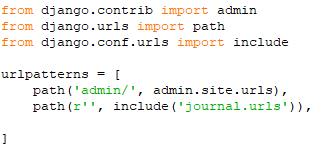 from django.contrib import admin
from django.urls import path
from django.conf.urls import include

urlpatterns = [
    path('admin/', admin.site.urls),
    path(r'', include('journal.urls')),

]